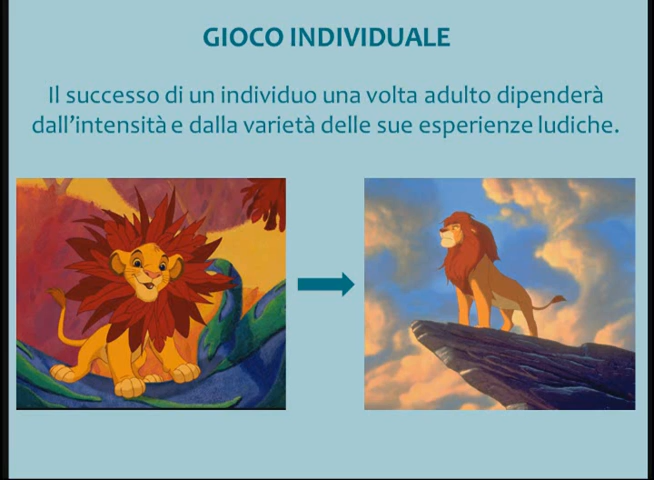 GIOCO INDIVIDUALE
Il successo di un individuo una volta adulto dipenderà
dall'intensità e dalla varietà delle sue esperienze ludiche.